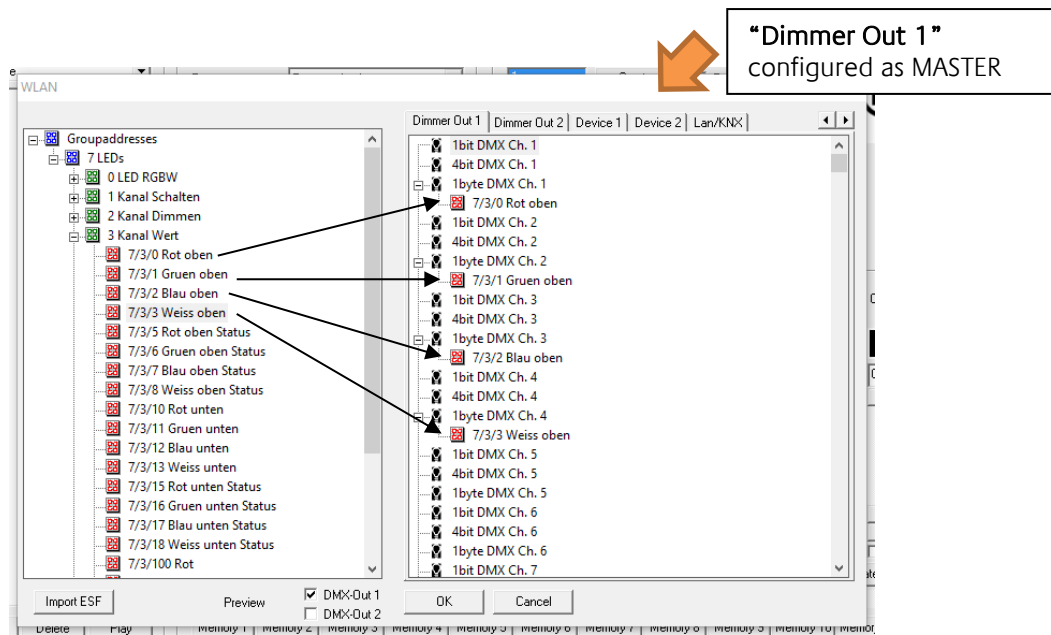 “Dimmer Out 1”
configured as MASTER
WLAN
Groupaddresses
7 LEDs
0 LED RGBW
1 Kanal Schalten
2 Kanal Dimmen
3 Kanal Wert
7/3/0 Rot oben
7/3/1 Gruen oben
7/3/2 Blau oben
7/3/3 Weiss oben
7/3/5 Rot oben Status
7/3/6 Gruen oben Status
7/3/7 Blau oben Status
7/3/8 Weiss oben Status
7/3/10 Rot unten
7/3/11 Gruen unten
7/3/12 Blau unten
7/3/13 Weiss unten
7/3/15 Rot unten Status
7/3/16 Gruen unten Status
7/3/17 Blau unten Status
7/3/18 Weiss unten Status
7/3/100 Rot
Dimmer Out 1 Dimmer Out 2 Device 1 Device 2 Lan/KNX
1bit DMX Ch. 1
4bit DMX Ch. 1
1byte DMX Ch. 1
7/3/0 Rot oben
1bit DMX Ch. 2
4bit DMX Ch. 2
1byte DMX Ch. 2
7/3/1 Gruen oben
1bit DMX Ch. 3
4bit DMX Ch. 3
1byte DMX Ch. 3
7/3/2 Blau oben
1bit DMX Ch. 4
4bit DMX Ch. 4
1byte DMX Ch. 4
7/3/3 Weiss oben
1bit DMX Ch. 5
4bit DMX Ch. 5
1byte DMX Ch. 5
1bit DMX Ch. 6
4bit DMX Ch. 6
1byte DMX Ch. 6
1bit DMX Ch. 7
Import ESF Preview DMX-Out 1 OK Cancel
DMX-Out 2
Delete Play Memory 1 Memory 2 Memory 3 Memory 4 Memory 5 Memory 6 Memory 7 Memory 8 Memory 9 Memory 10